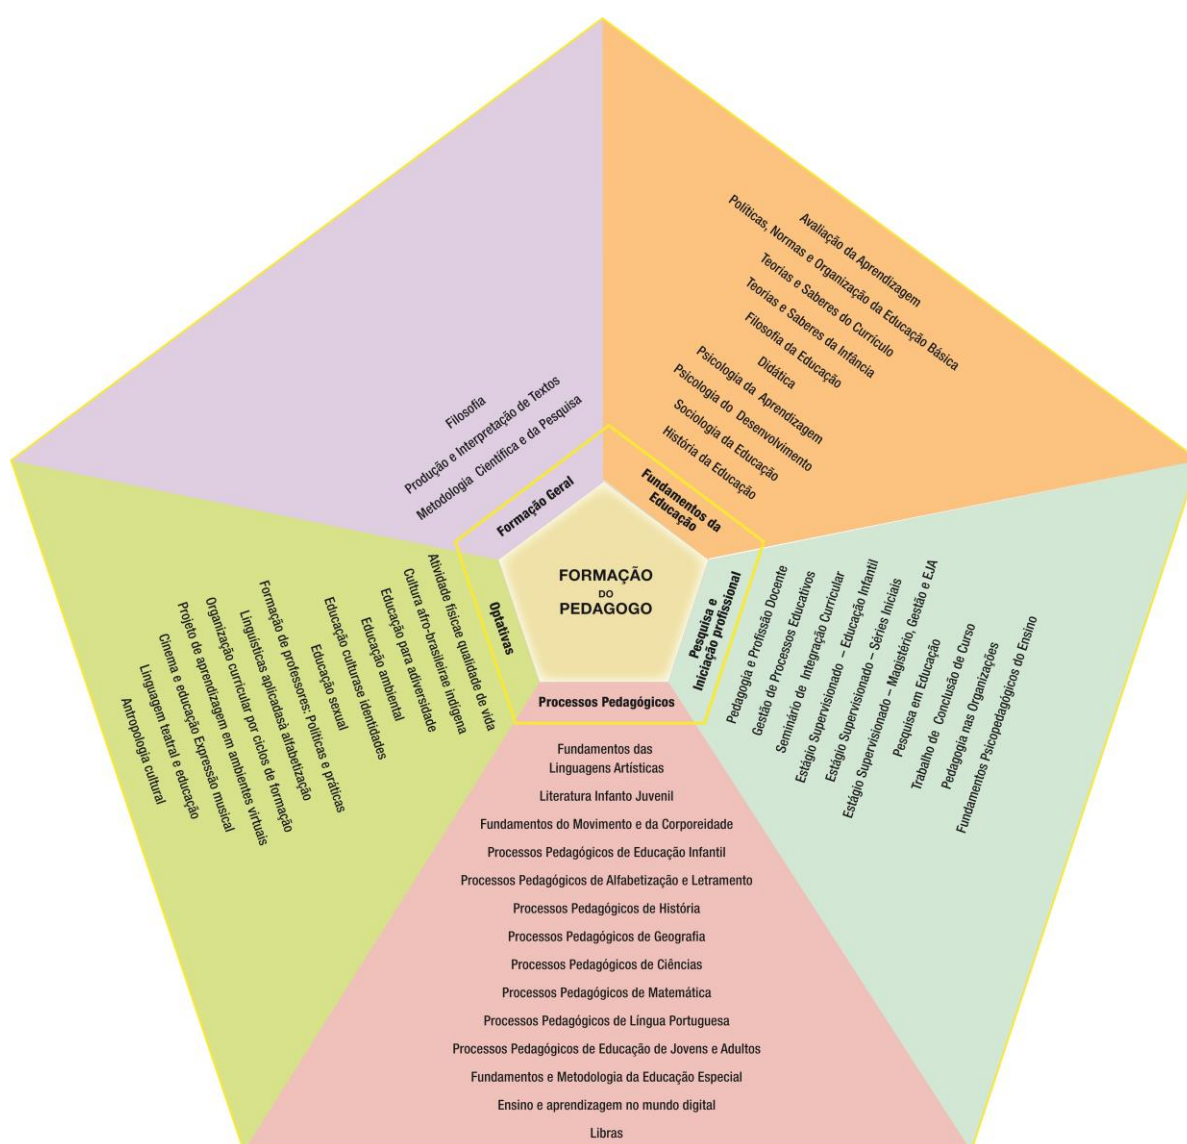 Filosofia
Produção e Interpretação de Textos
Metodologia Científica e da Pesquisa
Formação Geral
Avaliação da Aprendizagem
Políticas, Normas e Organização da Educação Básica
Teorias e Saberes do Currículo
Teorias e Saberes da Infância
Filosofia da Educação
Didática
Psicologia da Aprendizagem
Psicologia do Desenvolvimento
Sociologia da Educação
História da Educação
Fundamentos da
Educação
FORMAÇÃO
DO
PEDAGOGO
Optativas
Atividade físicae qualidade de vida
Cultura afro-brasileirae indígena
Educação para adiversidade
Educação ambiental
Educação culturase identidades
Educação sexual
Formação de professores: Políticas e práticas
Linguísticas aplicadasà alfabetização
Organização curricular por ciclos de formação
Projeto de aprendizagem em ambientes virtuais
Cinema e educação Expressão musical
Linguagem teatral e educação
Antropologia cultural
Pesquisa e
Iniciação profissional
Pedagogia e Profissão Docente
Gestão de Processos Educativos
Seminário de Integração Curricular
Estágio Supervisionado – Educação Infantil
Estágio Supervisionado – Séries Iniciais
Estágio Supervisionado – Magistério, Gestão e EJA
Pesquisa em Educação
Trabalho de Conclusão de Curso
Pedagogia nas Organizações
Fundamentos Psicopedagógicos do Ensino
Processos Pedagógicos
Fundamentos das
Linguagens Artísticas
Literatura Infanto Juvenil
Fundamentos do Movimento e da Corporeidade
Processos Pedagógicos de Educação Infantil
Processos Pedagógicos de Alfabetização e Letramento
Processos Pedagógicos de História
Processos Pedagógicos de Geografia
Processos Pedagógicos de Ciências
Processos Pedagógicos de Matemática
Processos Pedagógicos de Língua Portuguesa
Processos Pedagógicos de Educação de Jovens e Adultos
Fundamentos e Metodologia da Educação Especial
Ensino e aprendizagem no mundo digital
Libras